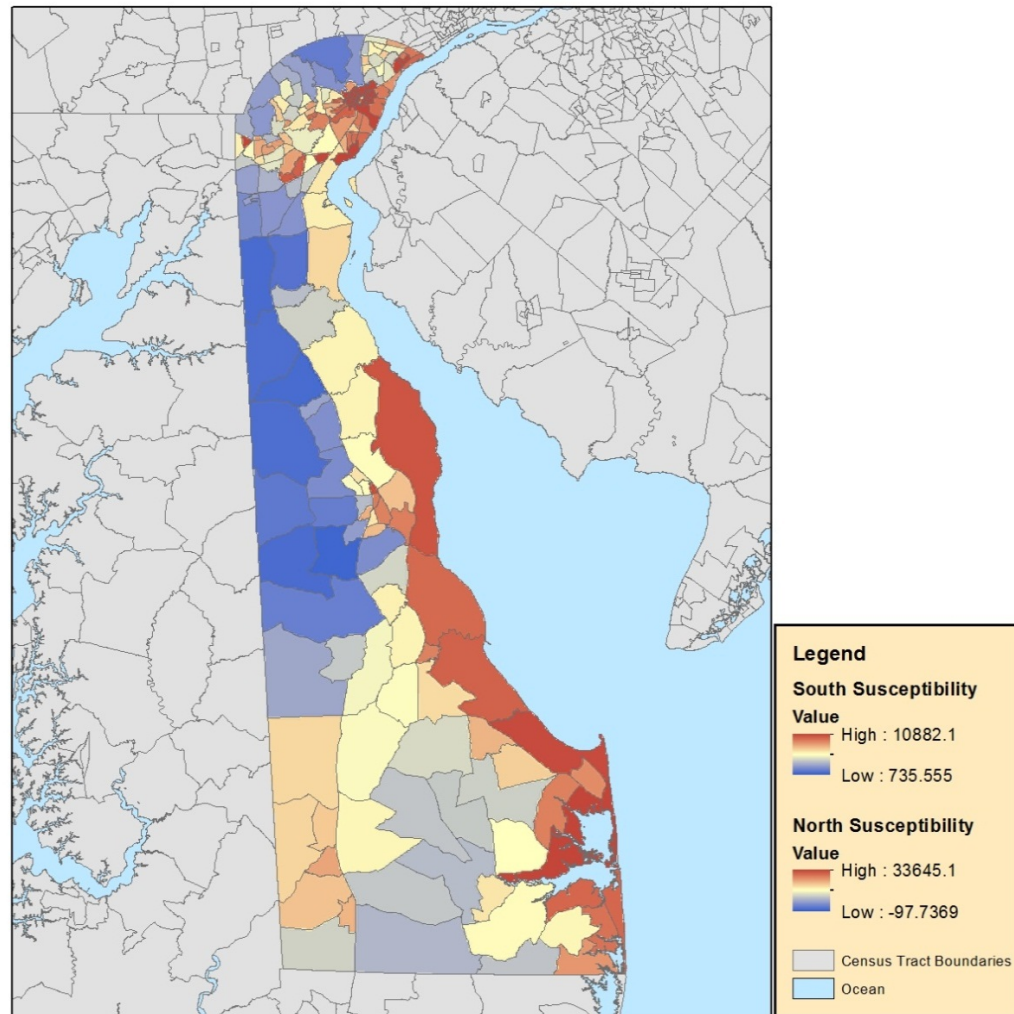 Legend
South Susceptibility
Value
High : 10882.1
Low : 735.555
North Susceptibility
Value
High : 33645.1
Low : -97.7369
Census Tract Boundaries
Ocean